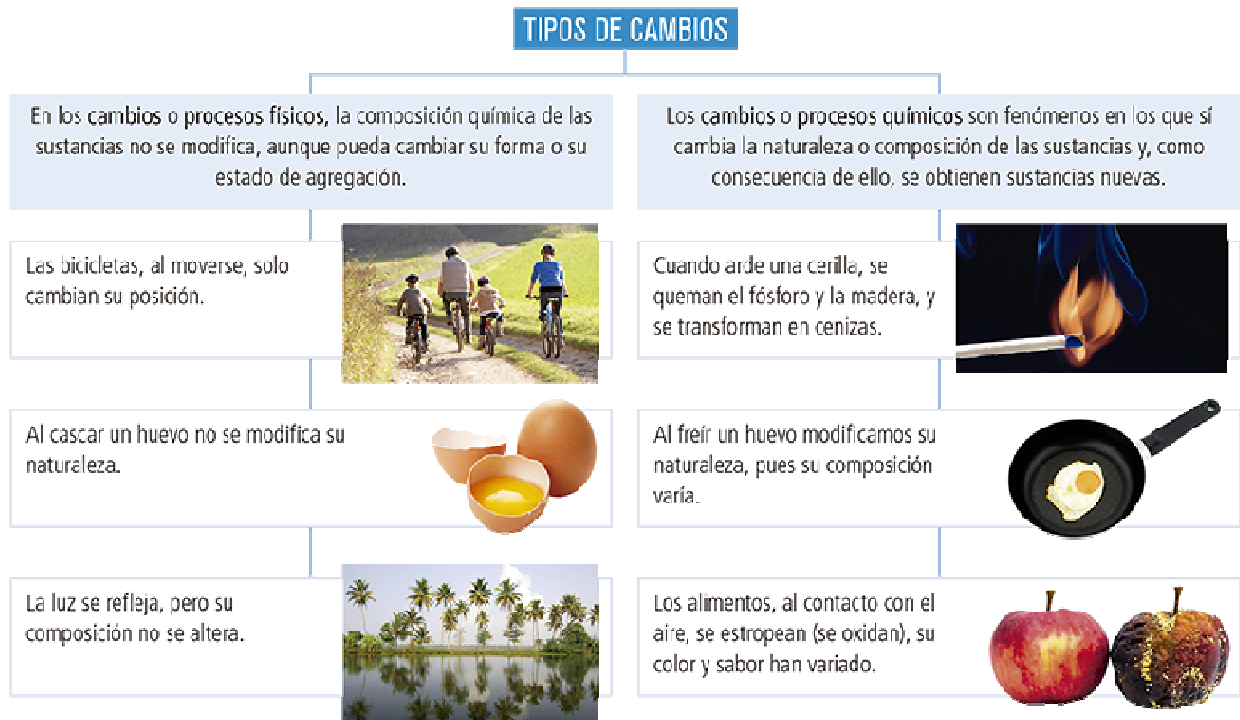 TIPOS DE CAMBIOS
En los cambios o procesos físicos, la composición química de las
sustancias no se modifica, aunque pueda cambiar su forma o su
estado de agregación.
Las bicicletas, al moverse, solo
cambian su posición.
Al cascar un huevo no se modifica su
naturaleza.
La luz se refleja, pero su
composición no se altera.
Los cambios o procesos químicos son fenómenos en los que sí
cambia la naturaleza o composición de las sustancias y, como
consecuencia de ello, se obtienen sustancias nuevas.
Cuando arde una cerilla, se
queman el fósforo y la madera, y
se transforman en cenizas.
Al freír un huevo modificamos su
naturaleza, pues su composición
varía.
Los alimentos, al contacto con el
aire, se estropean (se oxidan), su
color y sabor han variado.